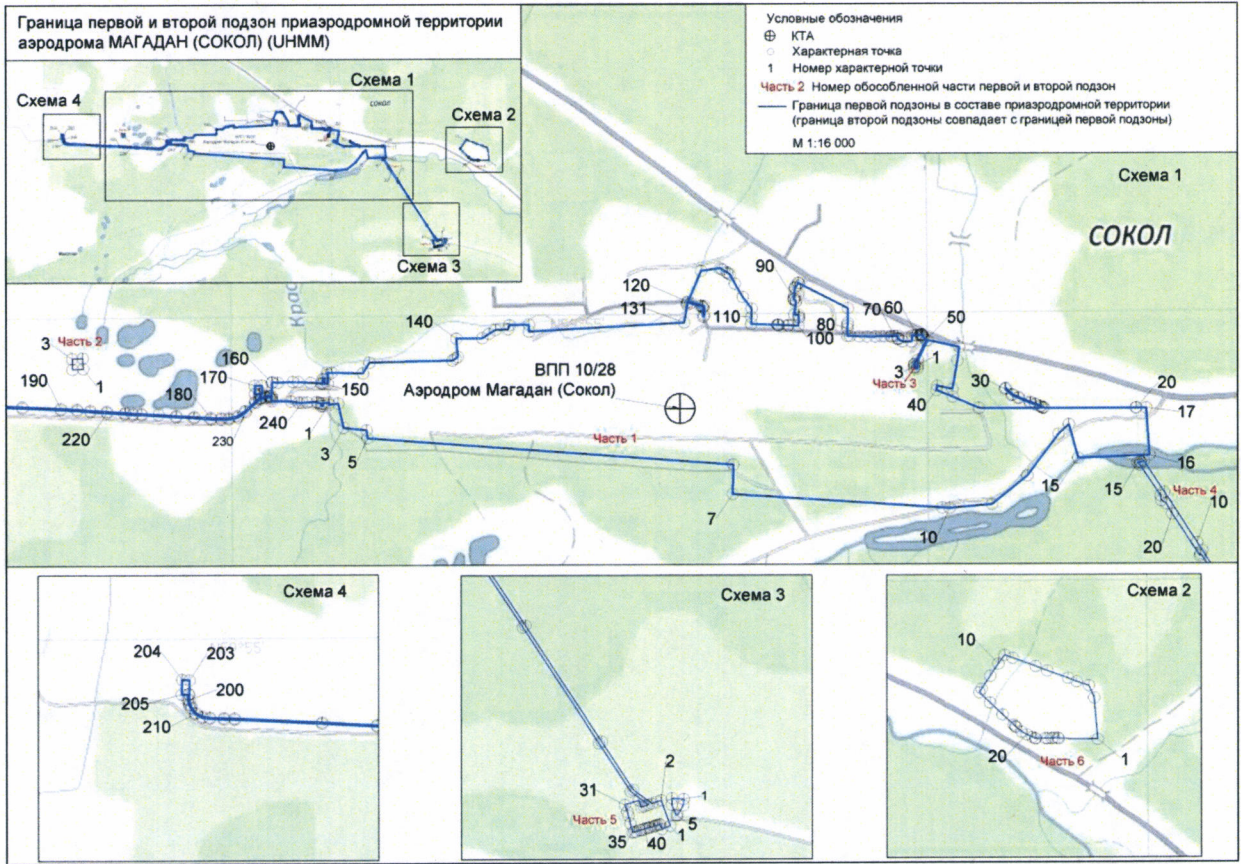 Граница первой и второй подзон приаэродромной территории
аэродрома МАГАДАН (СОКОЛ) (UHMM)
Схема 1
Схема 4
СОКОЛ
Схема 2
Схема 3
Условные обозначения
КТА
Характерная точка
1 Номер характерной точки
Часть 2 Номер обособленной части первой и второй подзон
Граница первой подзоны в составе приаэродромной территории
(граница второй подзоны совпадает с границей первой подзоны)
М 1:16 000
Схема 1
СОКОЛ
90
120
131
110
80
100
70
60
50
Крас
140
3
Часть 2
1
160
170
190
180
150
220
230
240
1
3
5
ВПП 10/28
Аэродром Магадан (Сокол)
1
3
Часть 3
40
30
20
17
Часть 1
7
10
15
16
15
Часть 4
10
20
Схема 4
204
203
205
200
210
Схема 3
2
31
1
Часть 5
5
35
40
1
Схема 2
10
20
Часть 6
1